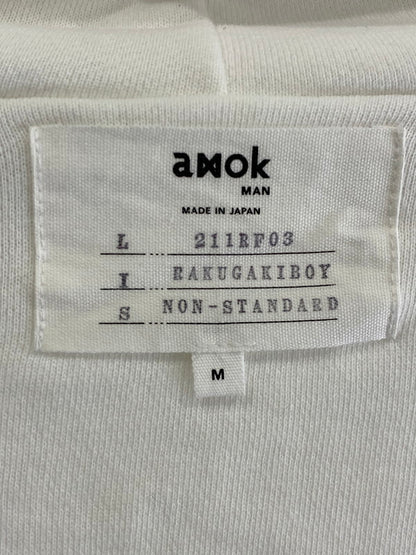 amok
MAN
MADE IN JAPAN
L 211RF03
I RAKUGAKIBOY
S NON-STANDARD
M